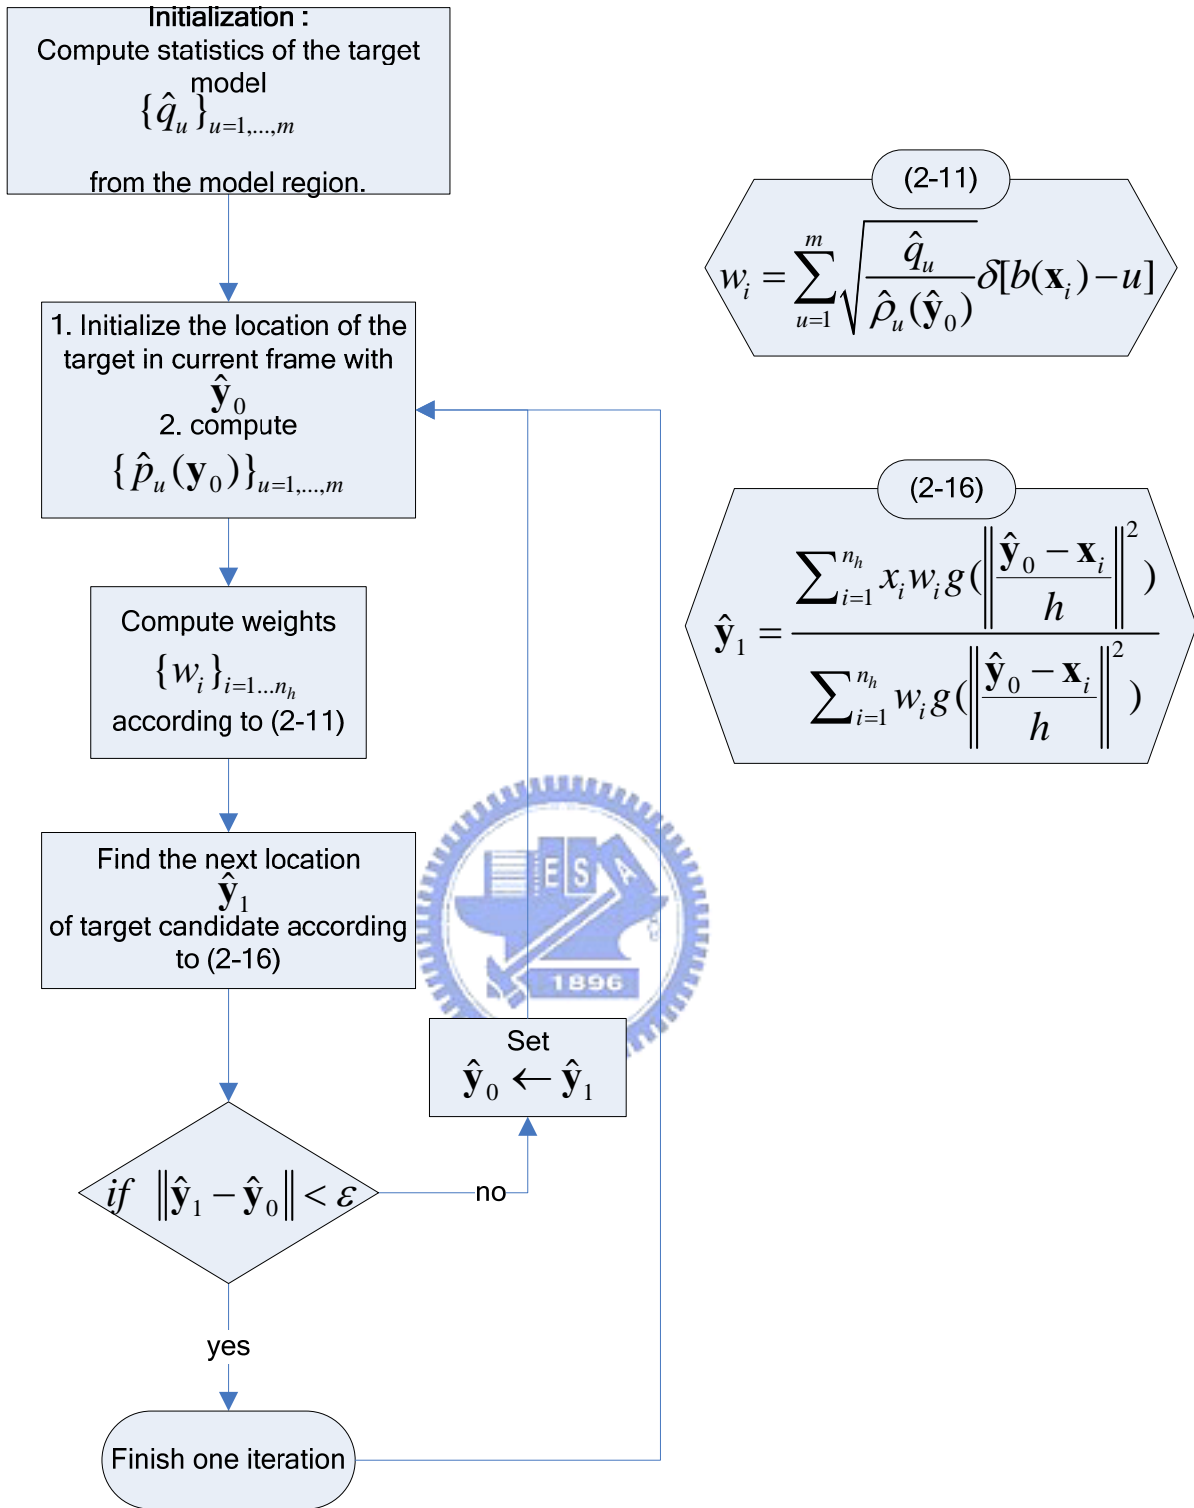 Initialization :
Compute statistics of the target
model
{q̂_u}_{u=1,...,m}
from the model region.
1. Initialize the location of the
target in current frame with
ŷ_0
2. compute
{p̂_u(y_0)}_{u=1,...,m}
Compute weights
{w_i}_{i=1...n_h}
according to (2-11)
Find the next location
ŷ_1
of target candidate according
to (2-16)
if ‖ŷ_1 − ŷ_0‖ < ε
no
Set
ŷ_0 ← ŷ_1
yes
Finish one iteration
(2-11)
w_i = ∑_{u=1}^{m} √(q̂_u / ρ̂_u(ŷ_0)) δ[b(x_i) − u]
(2-16)
ŷ_1 = ∑_{i=1}^{n_h} x_i w_i g(‖(ŷ_0 − x_i)/h‖^2) / ∑_{i=1}^{n_h} w_i g(‖(ŷ_0 − x_i)/h‖^2)
E S A
1896